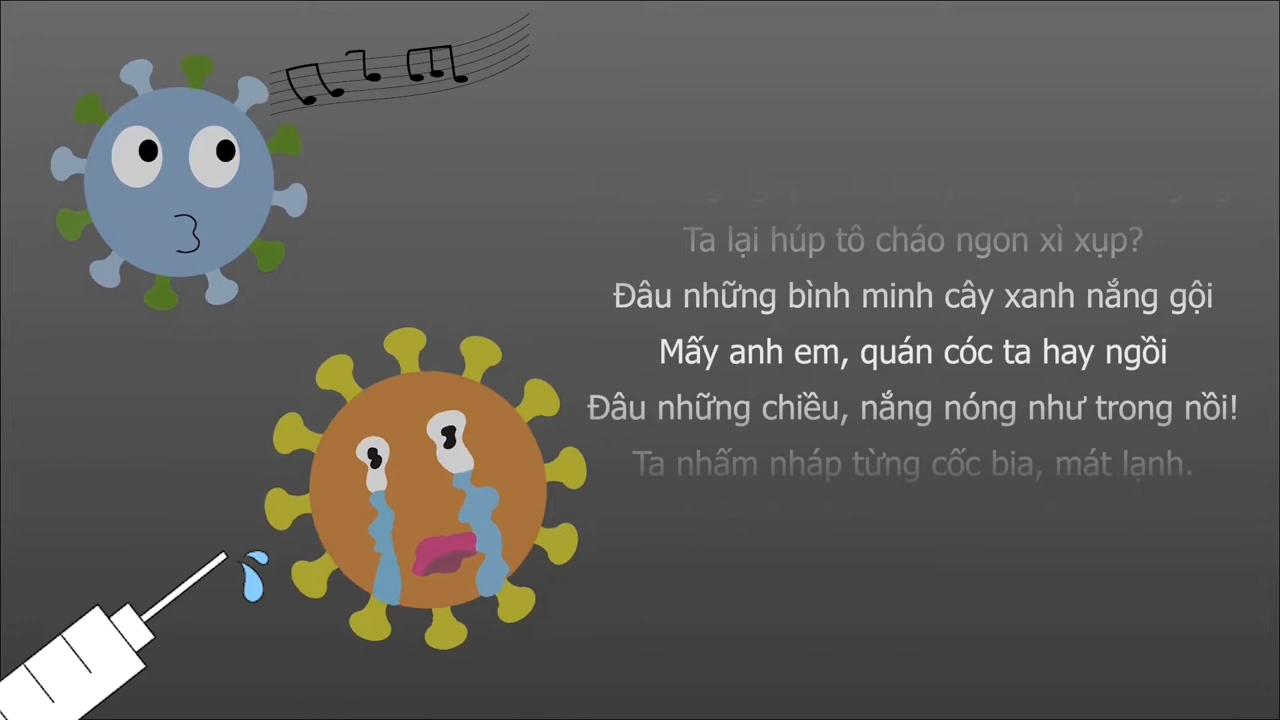 Ta lại húp tô cháo ngon xì xụp?
Đâu những bình minh cây xanh nắng gội
Mấy anh em, quán cóc ta hay ngồi
Đâu những chiều, nắng nóng như trong nồi!
Ta nhấm nháp từng cốc bia, mát lạnh.